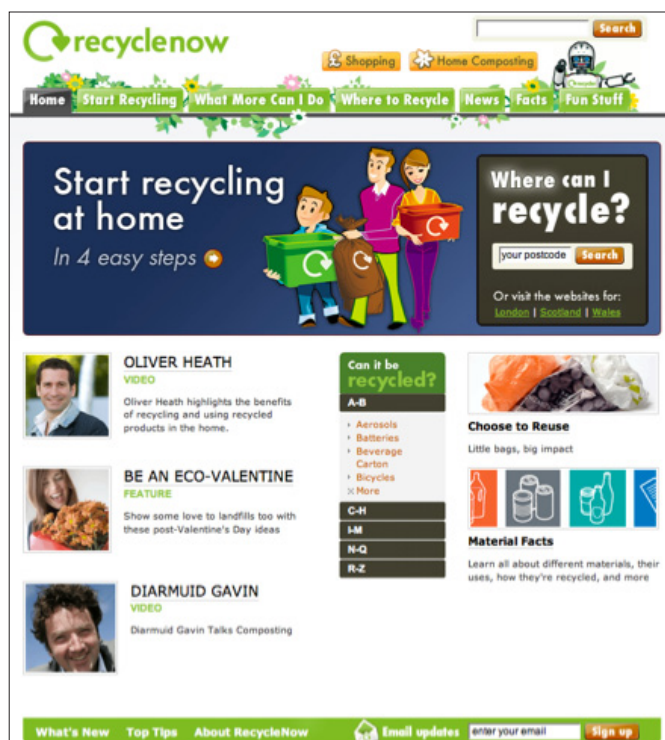 recyclenow
Search
Shopping
Home Composting
Home
Start Recycling
What More Can I Do
Where to Recycle
News
Facts
Fun Stuff
Start recycling
at home
In 4 easy steps
Where can I
recycle?
your postcode
Search
Or visit the websites for:
London | Scotland | Wales
OLIVER HEATH
VIDEO
Oliver Heath highlights the benefits
of recycling and using recycled
products in the home.
BE AN ECO-VALENTINE
FEATURE
Show some love to landfills too with
these post-Valentine's Day ideas
DIARMUID GAVIN
VIDEO
Diarmuid Gavin Talks Composting
Can it be
recycled?
A-B
Aerosols
Batteries
Beverage
Carton
Bicycles
More
C-H
I-M
N-Q
R-Z
Choose to Reuse
Little bags, big impact
Material Facts
Learn all about different materials, their
uses, how they're recycled, and more
What's New
Top Tips
About RecycleNow
Email updates
enter your email
Sign up